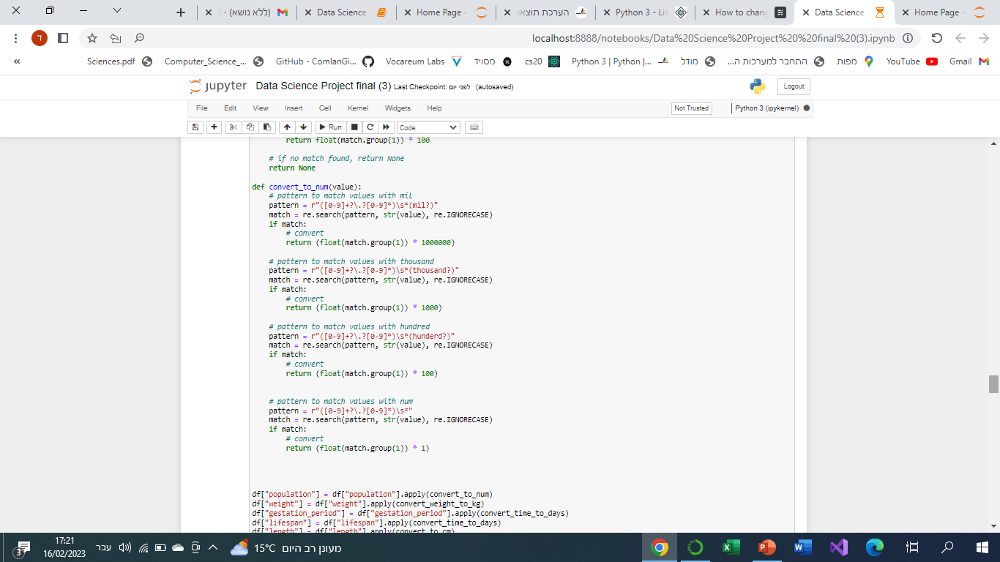 (ללא נושא) - ד
Data Science
Home Page -
הערכת תוצאו
Python 3 - Lis
How to chang
Data Science
Home Page -
ד
localhost:8888/notebooks/Data%20Science%20Project%20%20final%20(3).ipynb
«
Sciences.pdf
Computer_Science_...
GitHub - ComlanGi...
Vocareum Labs
מסויד
cs20
Python 3 | Python |...
מודל
התחבר למערכות ה...
מפות
YouTube
Gmail
jupyter Data Science Project final (3) Last Checkpoint: לפני יום (autosaved)
Logout
File Edit View Insert Cell Kernel Widgets Help
Not Trusted
Python 3 (ipykernel)
Run
Code
return float(match.group(1)) * 100
# if no match found, return None
return None
def convert_to_num(value):
# pattern to match values with mil
pattern = r"([0-9]+?\.?[0-9]*)\s*(mil?)"
match = re.search(pattern, str(value), re.IGNORECASE)
if match:
# convert
return (float(match.group(1)) * 1000000)
# pattern to match values with thousand
pattern = r"([0-9]+?\.?[0-9]*)\s*(thousand?)"
match = re.search(pattern, str(value), re.IGNORECASE)
if match:
# convert
return (float(match.group(1)) * 1000)
# pattern to match values with hundred
pattern = r"([0-9]+?\.?[0-9]*)\s*(hunderd?)"
match = re.search(pattern, str(value), re.IGNORECASE)
if match:
# convert
return (float(match.group(1)) * 100)
# pattern to match values with num
pattern = r"([0-9]+?\.?[0-9]*)\s*"
match = re.search(pattern, str(value), re.IGNORECASE)
if match:
# convert
return (float(match.group(1)) * 1)
df["population"] = df["population"].apply(convert_to_num)
df["weight"] = df["weight"].apply(convert_weight_to_kg)
df["gestation_period"] = df["gestation_period"].apply(convert_time_to_days)
df["lifespan"] = df["lifespan"].apply(convert_time_to_days)
df["length"] = df["length"].apply(convert_to_cm)
3
17:21
16/02/2023
עבר
15°C
מעונן רב היום